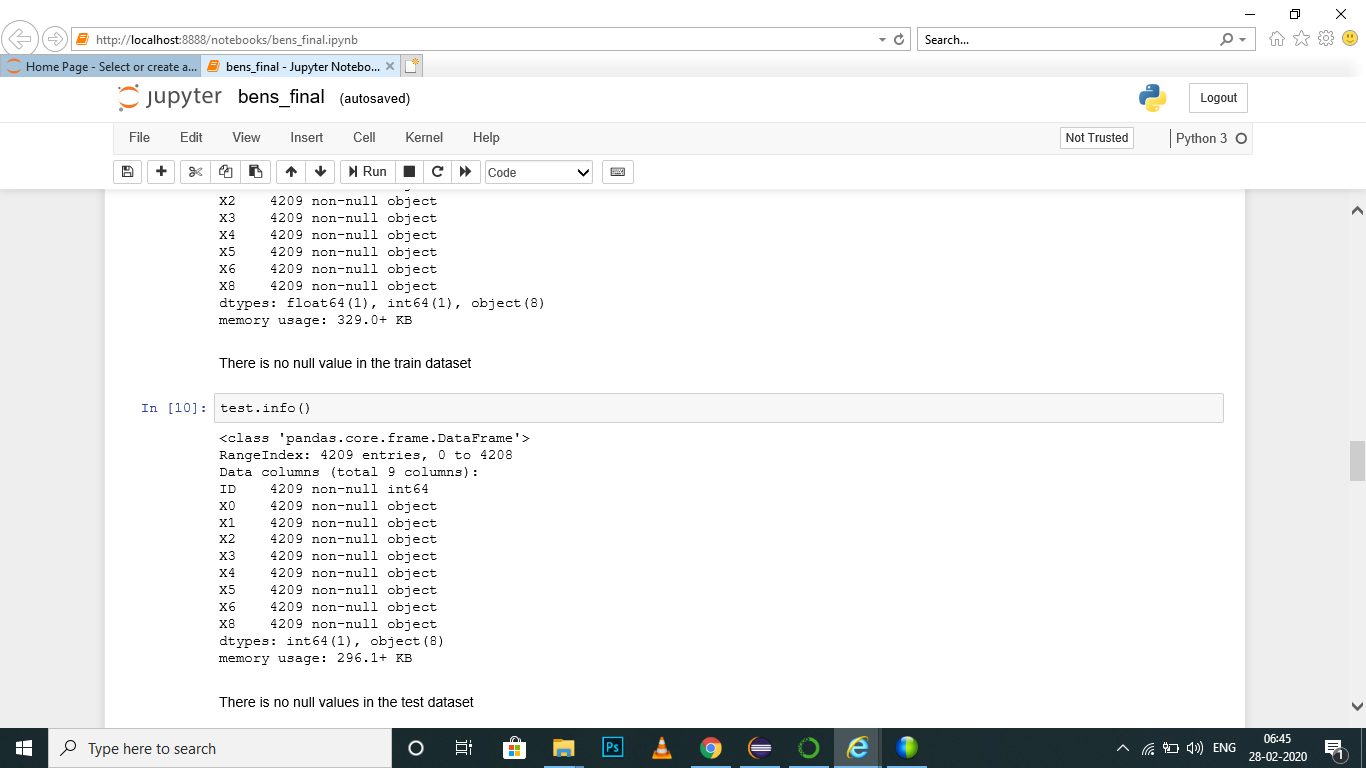 http://localhost:8888/notebooks/bens_final.ipynb
Search...
Home Page - Select or create a...
bens_final - Jupyter Notebo...
jupyter bens_final (autosaved)
Logout
File Edit View Insert Cell Kernel Help
Not Trusted
Python 3
Run
Code
X2 4209 non-null object
X3 4209 non-null object
X4 4209 non-null object
X5 4209 non-null object
X6 4209 non-null object
X8 4209 non-null object
dtypes: float64(1), int64(1), object(8)
memory usage: 329.0+ KB
There is no null value in the train dataset
In [10]: test.info()
<class 'pandas.core.frame.DataFrame'>
RangeIndex: 4209 entries, 0 to 4208
Data columns (total 9 columns):
ID 4209 non-null int64
X0 4209 non-null object
X1 4209 non-null object
X2 4209 non-null object
X3 4209 non-null object
X4 4209 non-null object
X5 4209 non-null object
X6 4209 non-null object
X8 4209 non-null object
dtypes: int64(1), object(8)
memory usage: 296.1+ KB
There is no null values in the test dataset
Type here to search
Ps
ENG
06:45
28-02-2020
1